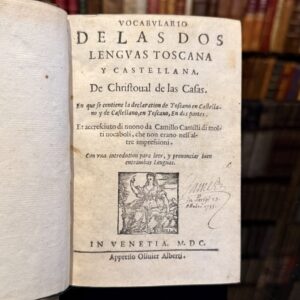 VOCABVLARIO
DE LAS DOS
LENGVAS TOSCANA
Y CASTELLANA.
De Chriſtoual de las Caſas.
En que ſe contiene la declaracion de Toſcano en Caſtella-
no y de Caſtellano, en Toſcano, En dos partes.
Et accreſciuto di nuouo da Camillo Camilli di mol-
ti vocaboli, che non erano nell'al-
tre impreſſioni.
Con vna introduction para leer, y pronunciar bien
entrambas lenguas.
IN VENETIA, M. DC.
Appreſſo Oliuier Alberti.